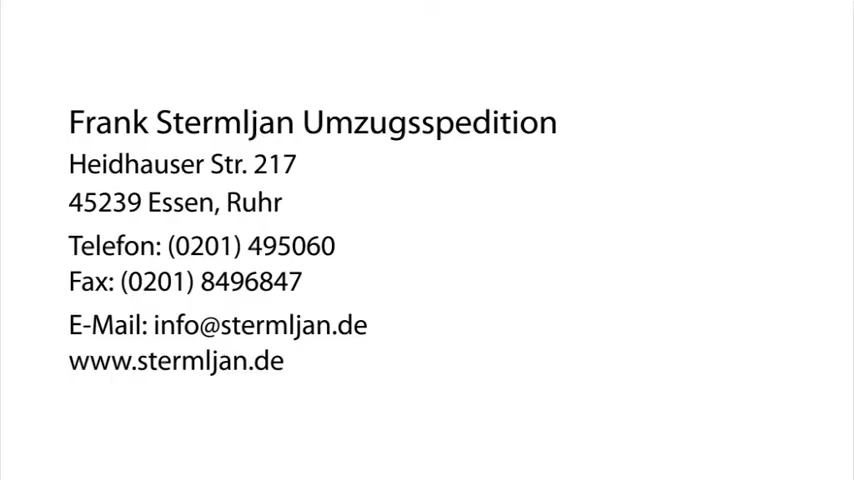 Frank Stermljan Umzugsspedition
Heidhauser Str. 217
45239 Essen, Ruhr
Telefon: (0201) 495060
Fax: (0201) 8496847
E-Mail: info@stermljan.de
www.stermljan.de